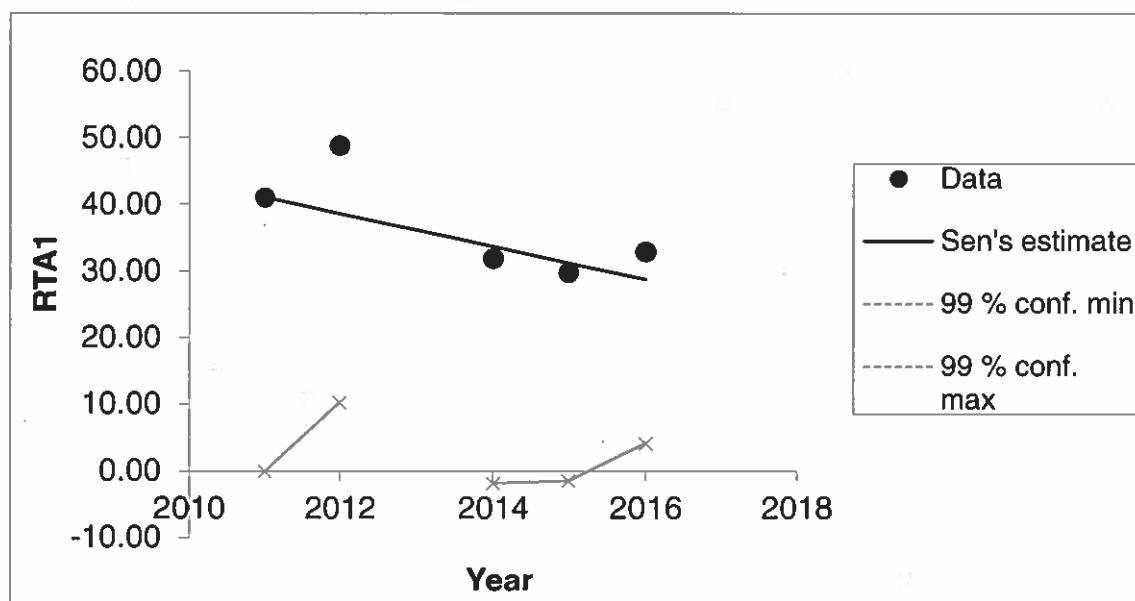 60.00
50.00
40.00
30.00
20.00
10.00
0.00
-10.00
RTA1
2010 2012 2014 2016 2018
Year
Data
Sen's estimate
99 % conf. min
99 % conf.
max